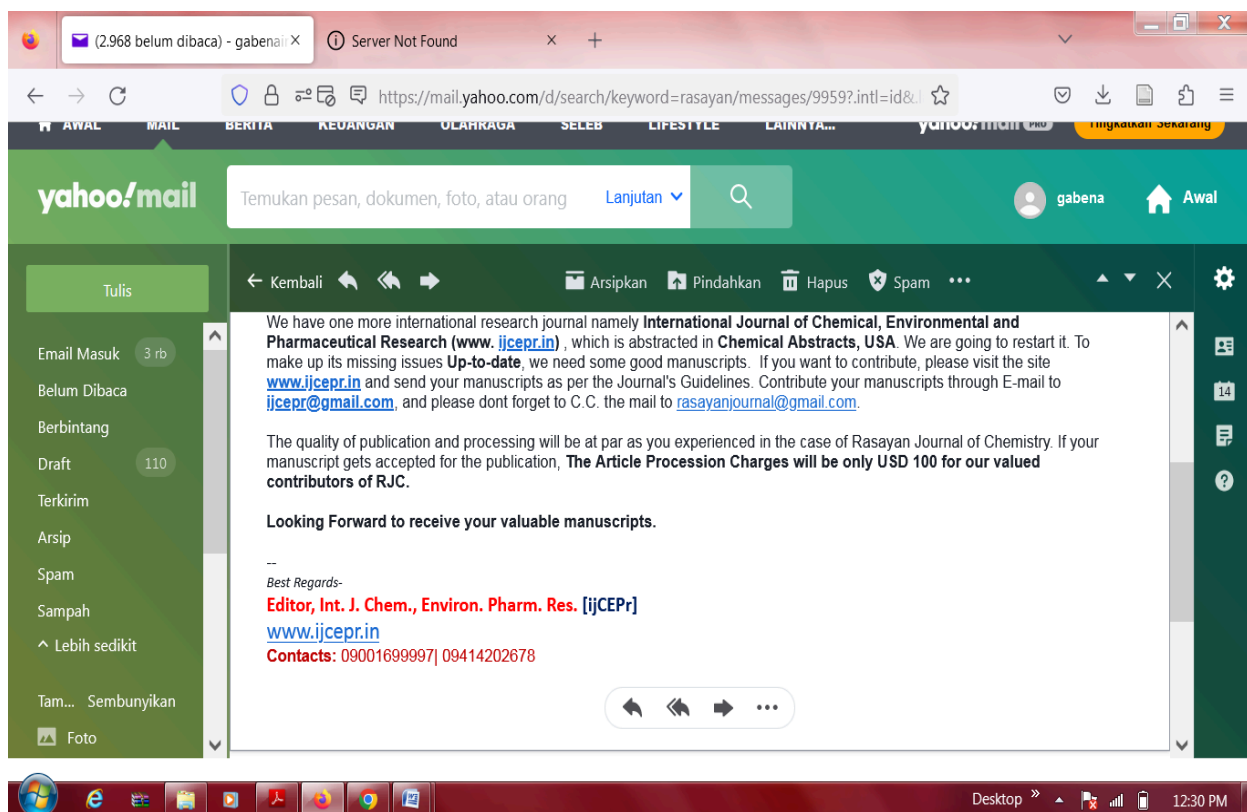 (2.968 belum dibaca) - gabenair
Server Not Found
https://mail.yahoo.com/d/search/keyword=rasayan/messages/9959?.intl=id&.
AWAL MAIL BERITA KEUANGAN OLAHRAGA SELEB LIFESTYLE LAINNYA... yahoo!mail PRO Tingkatkan Sekarang
yahoo!mail
Temukan pesan, dokumen, foto, atau orang Lanjutan
gabena Awal
Tulis
Kembali Arsipkan Pindahkan Hapus Spam
Email Masuk 3 rb
Belum Dibaca
Berbintang
Draft 110
Terkirim
Arsip
Spam
Sampah
^ Lebih sedikit
Tam... Sembunyikan
Foto
We have one more international research journal namely International Journal of Chemical, Environmental and
Pharmaceutical Research (www. ijcepr.in) , which is abstracted in Chemical Abstracts, USA. We are going to restart it. To
make up its missing issues Up-to-date, we need some good manuscripts. If you want to contribute, please visit the site
www.ijcepr.in and send your manuscripts as per the Journal's Guidelines. Contribute your manuscripts through E-mail to
ijcepr@gmail.com, and please dont forget to C.C. the mail to rasayanjournal@gmail.com.
The quality of publication and processing will be at par as you experienced in the case of Rasayan Journal of Chemistry. If your
manuscript gets accepted for the publication, The Article Procession Charges will be only USD 100 for our valued
contributors of RJC.
Looking Forward to receive your valuable manuscripts.
--
Best Regards-
Editor, Int. J. Chem., Environ. Pharm. Res. [ijCEPr]
www.ijcepr.in
Contacts: 09001699997| 09414202678
14
Desktop » 12:30 PM